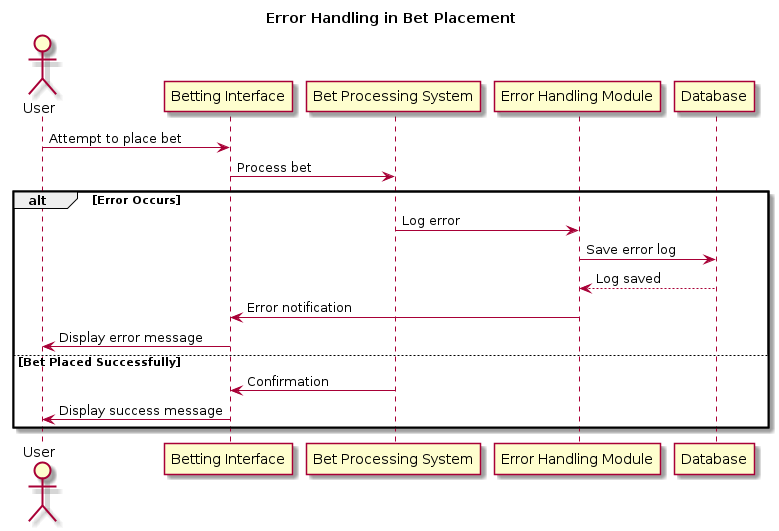 Error Handling in Bet Placement
User
Betting Interface
Bet Processing System
Error Handling Module
Database
Attempt to place bet
Process bet
alt
[Error Occurs]
Log error
Save error log
Log saved
Error notification
Display error message
[Bet Placed Successfully]
Confirmation
Display success message
User
Betting Interface
Bet Processing System
Error Handling Module
Database